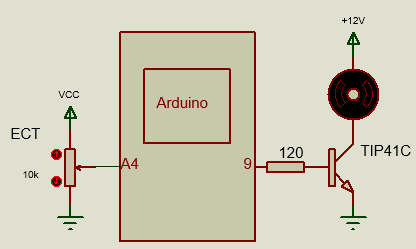 +12V
VCC
Arduino
ECT
10k
A4
9
120
TIP41C